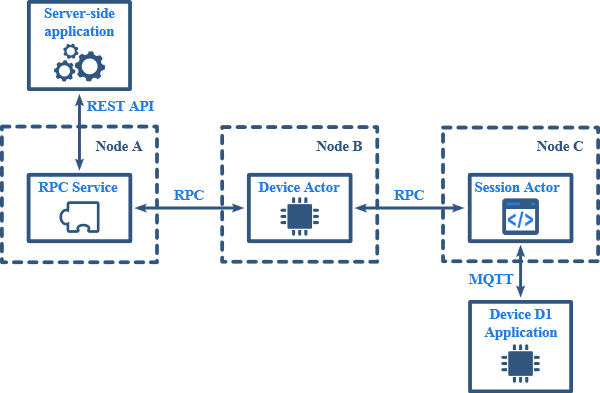 Server-side
application
REST API
Node A
Node B
Node C
RPC Service
RPC
Device Actor
RPC
Session Actor
MQTT
Device D1
Application